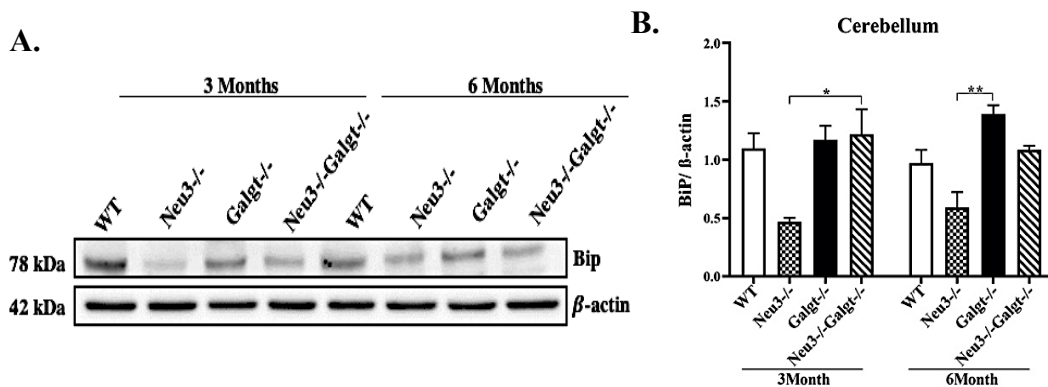 A.
3 Months 6 Months
WT Neu3-/- Galgt-/- Neu3-/-Galgt-/- WT Neu3-/- Galgt-/- Neu3-/-Galgt-/-
78 kDa Bip
42 kDa β-actin
B.
Cerebellum
BiP/ ß-actin
2.0
1.5
1.0
0.5
0.0
* **
WT Neu3-/- Galgt-/- Neu3-/-Galgt-/- WT Neu3-/- Galgt-/- Neu3-/-Galgt-/-
3Month 6Month